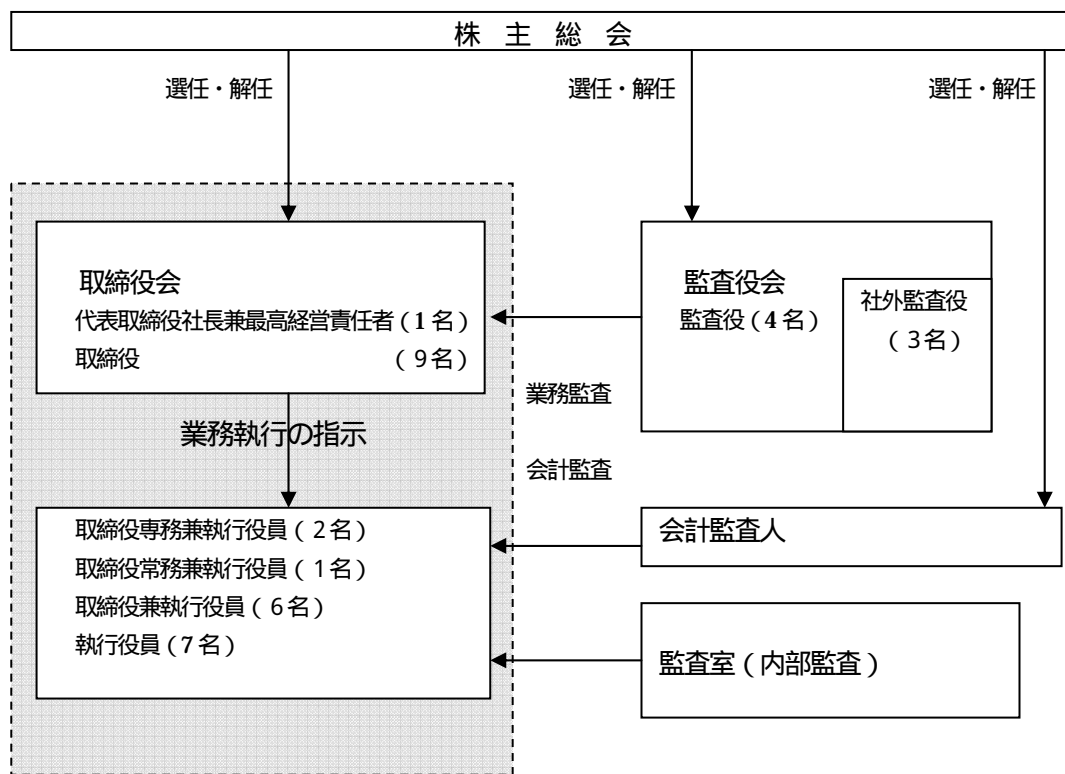 株 主 総 会
選任・解任
選任・解任
選任・解任
取締役会
代表取締役社長兼最高経営責任者（1名）
取締役 （9名）
監査役会
監査役（4名）
社外監査役
（3名）
業務監査
業務執行の指示
会計監査
取締役専務兼執行役員（2名）
取締役常務兼執行役員（1名）
取締役兼執行役員（6名）
執行役員（7名）
会計監査人
監査室（内部監査）